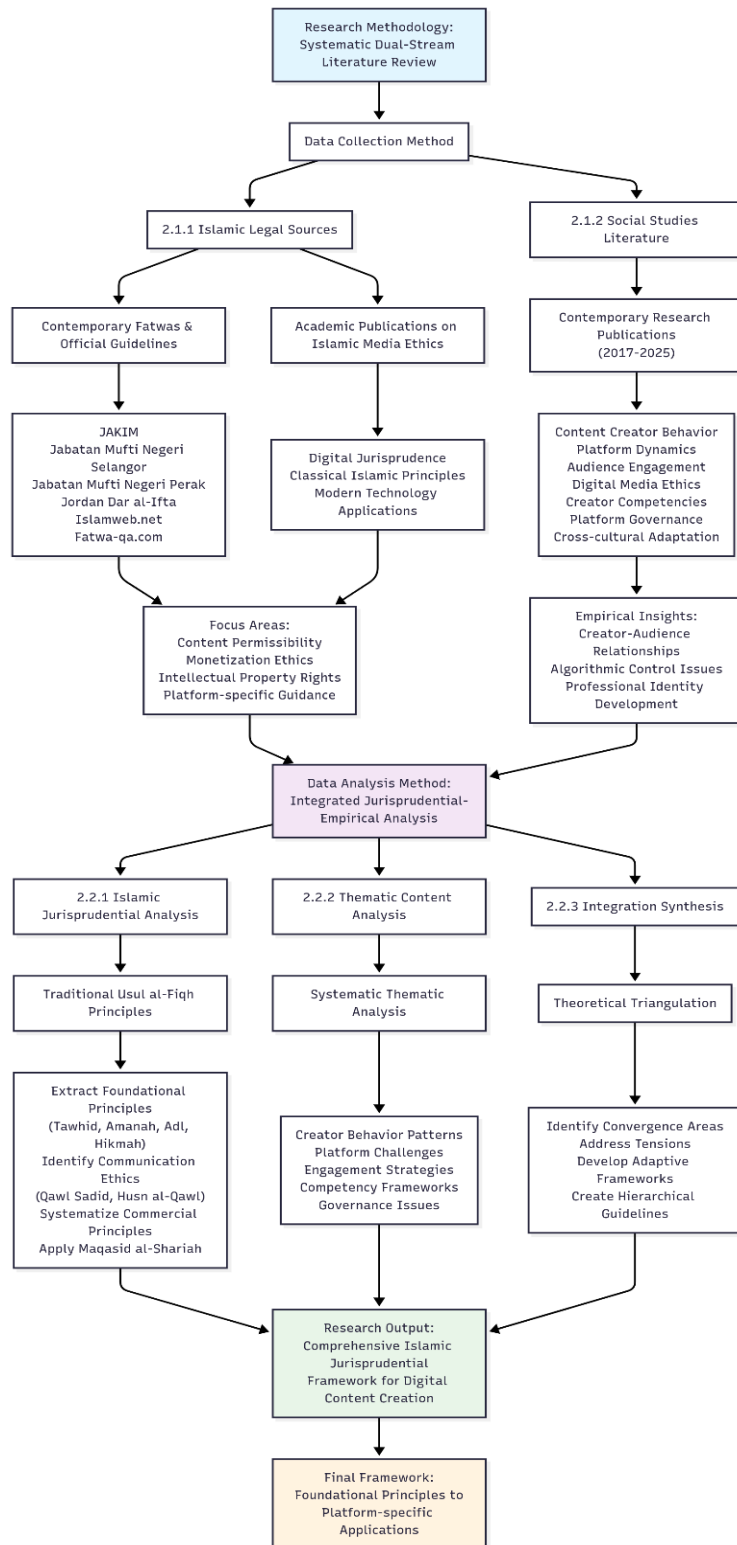 Research Methodology:
Systematic Dual-Stream
Literature Review
Data Collection Method
2.1.1 Islamic Legal Sources
2.1.2 Social Studies
Literature
Contemporary Fatwas &
Official Guidelines
Academic Publications on
Islamic Media Ethics
Contemporary Research
Publications
(2017-2025)
JAKIM
Jabatan Mufti Negeri
Selangor
Jabatan Mufti Negeri Perak
Jordan Dar al-Ifta
Islamweb.net
Fatwa-qa.com
Digital Jurisprudence
Classical Islamic Principles
Modern Technology
Applications
Content Creator Behavior
Platform Dynamics
Audience Engagement
Digital Media Ethics
Creator Competencies
Platform Governance
Cross-cultural Adaptation
Focus Areas:
Content Permissibility
Monetization Ethics
Intellectual Property Rights
Platform-specific Guidance
Empirical Insights:
Creator-Audience
Relationships
Algorithmic Control Issues
Professional Identity
Development
Data Analysis Method:
Integrated Jurisprudential-
Empirical Analysis
2.2.1 Islamic
Jurisprudential Analysis
2.2.2 Thematic Content
Analysis
2.2.3 Integration Synthesis
Traditional Usul al-Fiqh
Principles
Systematic Thematic
Analysis
Theoretical Triangulation
Extract Foundational
Principles
(Tawhid, Amanah, Adl,
Hikmah)
Identify Communication
Ethics
(Qawl Sadid, Husn al-Qawl)
Systematize Commercial
Principles
Apply Maqasid al-Shariah
Creator Behavior Patterns
Platform Challenges
Engagement Strategies
Competency Frameworks
Governance Issues
Identify Convergence Areas
Address Tensions
Develop Adaptive
Frameworks
Create Hierarchical
Guidelines
Research Output:
Comprehensive Islamic
Jurisprudential
Framework for Digital
Content Creation
Final Framework:
Foundational Principles to
Platform-specific
Applications